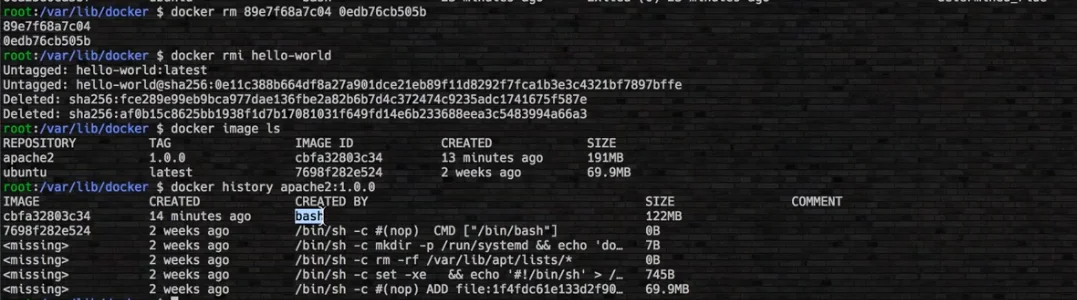 root:/var/lib/docker $ docker rm 89e7f68a7c04 0edb76cb505b
89e7f68a7c04
0edb76cb505b
root:/var/lib/docker $ docker rmi hello-world
Untagged: hello-world:latest
Untagged: hello-world@sha256:0e11c388b664df8a27a901dce21eb89f11d8292f7fca1b3e3c4321bf7897bffe
Deleted: sha256:fce289e99eb9bca977dae136fbe2a82b6b7d4c372474c9235adc1741675f587e
Deleted: sha256:af0b15c8625bb1938f1d7b17081031f649fd14e6b233688eea3c5483994a66a3
root:/var/lib/docker $ docker image ls
REPOSITORY TAG IMAGE ID CREATED SIZE
apache2 1.0.0 cbfa32803c34 13 minutes ago 191MB
ubuntu latest 7698f282e524 2 weeks ago 69.9MB
root:/var/lib/docker $ docker history apache2:1.0.0
IMAGE CREATED CREATED BY SIZE COMMENT
cbfa32803c34 14 minutes ago bash 122MB
7698f282e524 2 weeks ago /bin/sh -c #(nop) CMD ["/bin/bash"] 0B
<missing> 2 weeks ago /bin/sh -c mkdir -p /run/systemd && echo 'do… 7B
<missing> 2 weeks ago /bin/sh -c rm -rf /var/lib/apt/lists/* 0B
<missing> 2 weeks ago /bin/sh -c set -xe && echo '#!/bin/sh' > /… 745B
<missing> 2 weeks ago /bin/sh -c #(nop) ADD file:1f4fdc61e133d2f90… 69.9MB